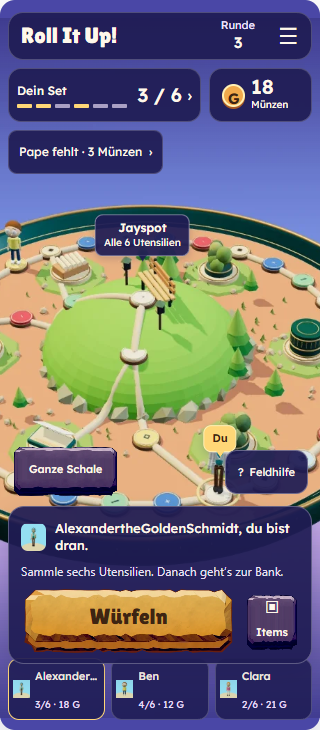 Roll It Up!
Runde
3
Dein Set
3 / 6 ›
G
18
Münzen
Pape fehlt · 3 Münzen ›
Jayspot
Alle 6 Utensilien
Du
Ganze Schale
? Feldhilfe
AlexandertheGoldenSchmidt, du bist
dran.
Sammle sechs Utensilien. Danach geht's zur Bank.
Würfeln
Items
Alexander...
3/6 · 18 G
Ben
4/6 · 12 G
Clara
2/6 · 21 G